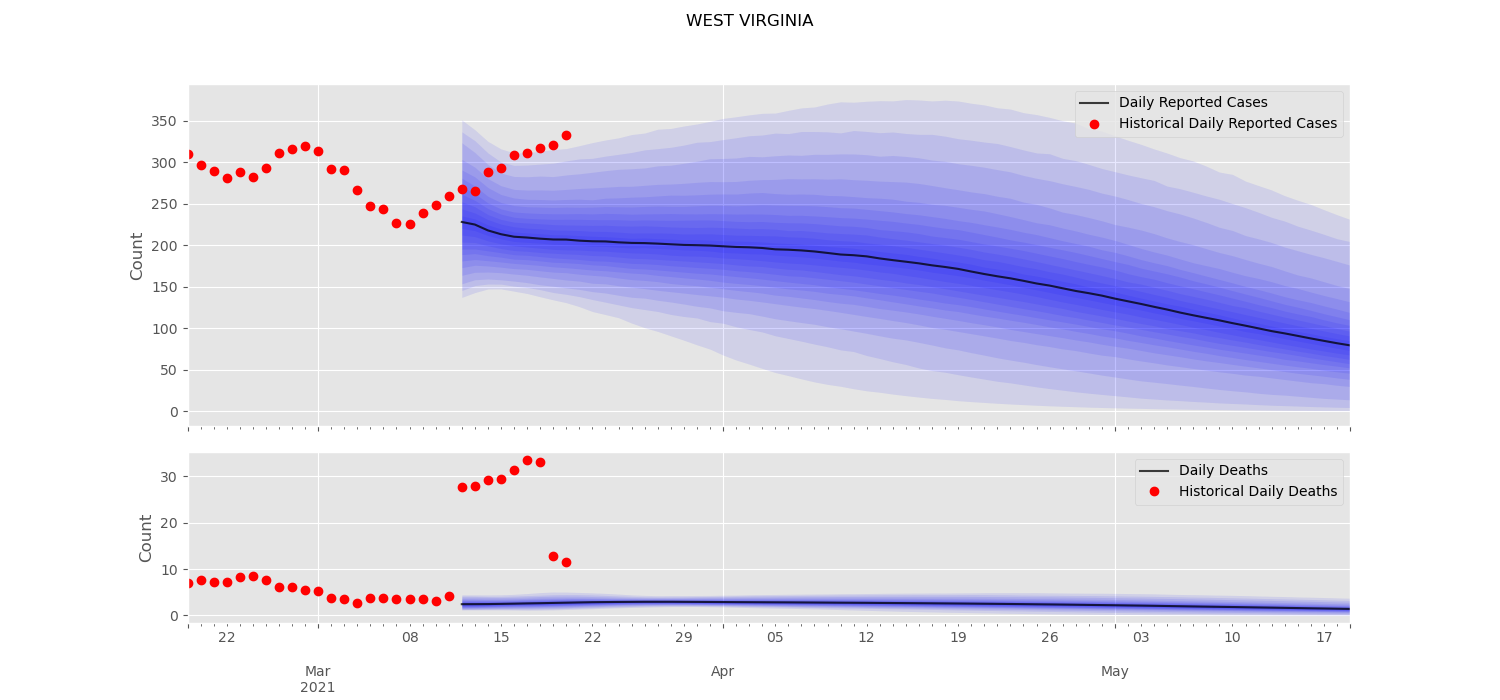 WEST VIRGINIA
Daily Reported Cases
Historical Daily Reported Cases
Count
350
300
250
200
150
100
50
0
Daily Deaths
Historical Daily Deaths
Count
30
20
10
0
22 08 15 22 29 05 12 19 26 03 10 17
Mar Apr May
2021